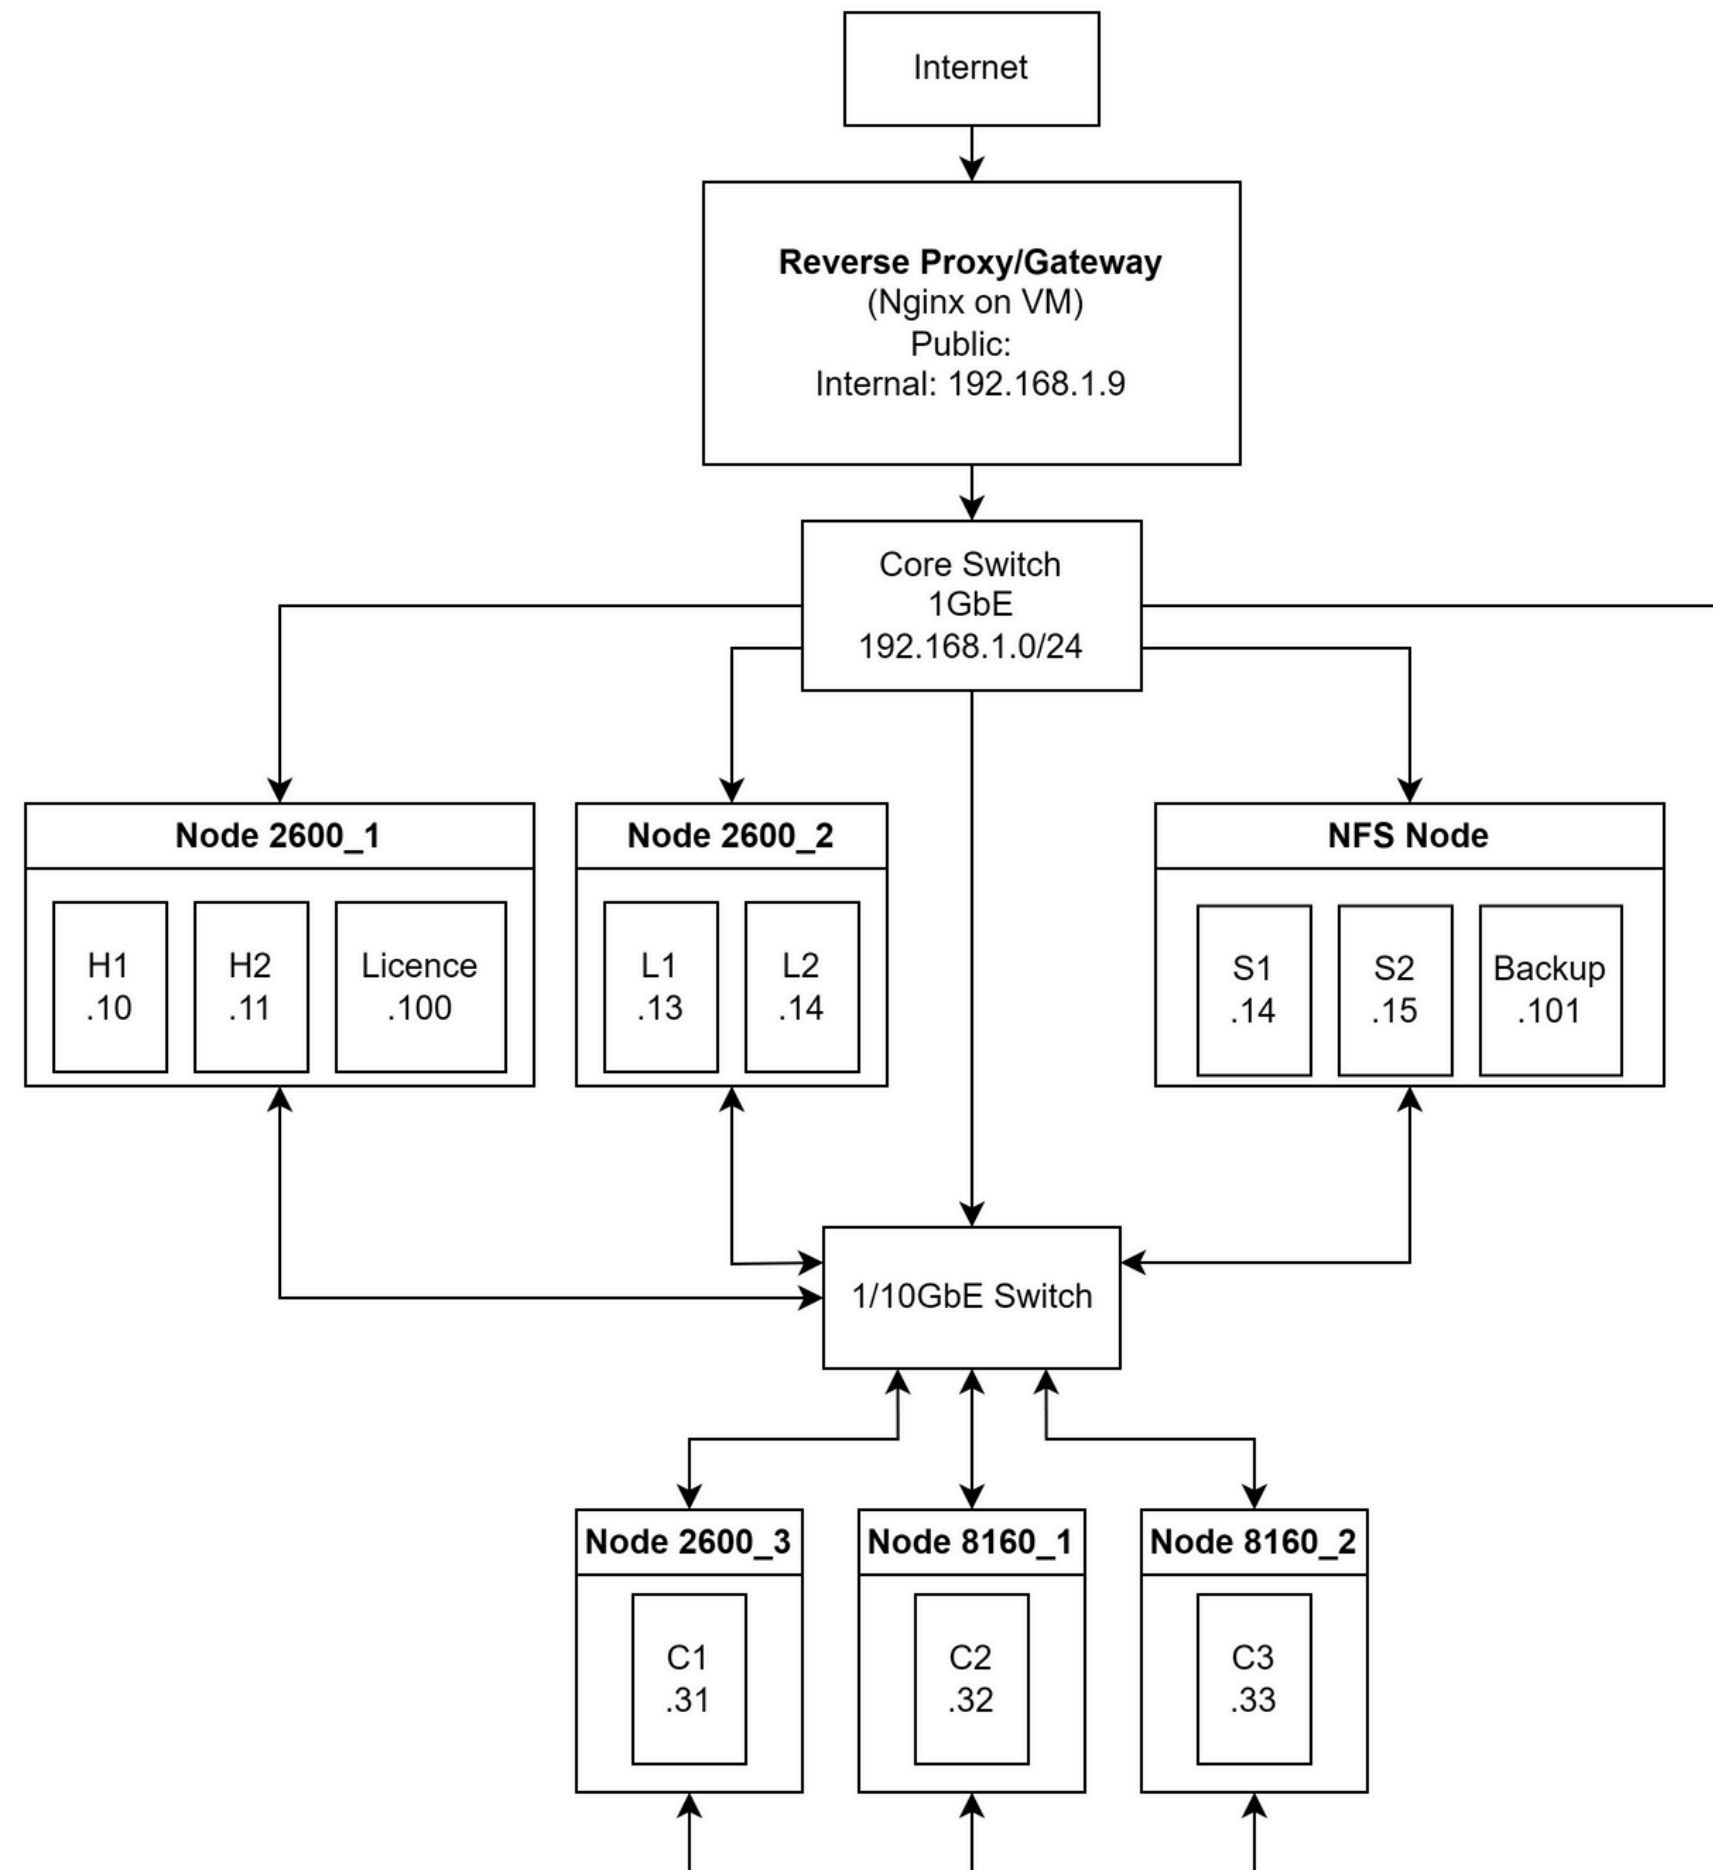 Internet
Reverse Proxy/Gateway
(Nginx on VM)
Public:
Internal: 192.168.1.9
Core Switch
1GbE
192.168.1.0/24
Node 2600_1
H1
.10
H2
.11
Licence
.100
Node 2600_2
L1
.13
L2
.14
NFS Node
S1
.14
S2
.15
Backup
.101
1/10GbE Switch
Node 2600_3
C1
.31
Node 8160_1
C2
.32
Node 8160_2
C3
.33